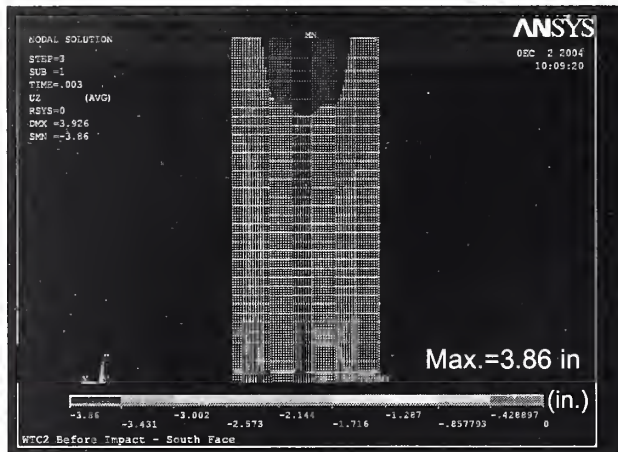 ANSYS
NODAL SOLUTION
STEP=3
SUB =1
TIME=.003
UZ (AVG)
RSYS=0
DMX =3.926
SMN =-3.86
DEC 2 2004
10:09:20
MN
Max.=3.86 in
(in.)
-3.86 -3.431 -3.002 -2.573 -2.144 -1.716 -1.287 -.857793 -.428897 0
WTC2 Before Impact - South Face